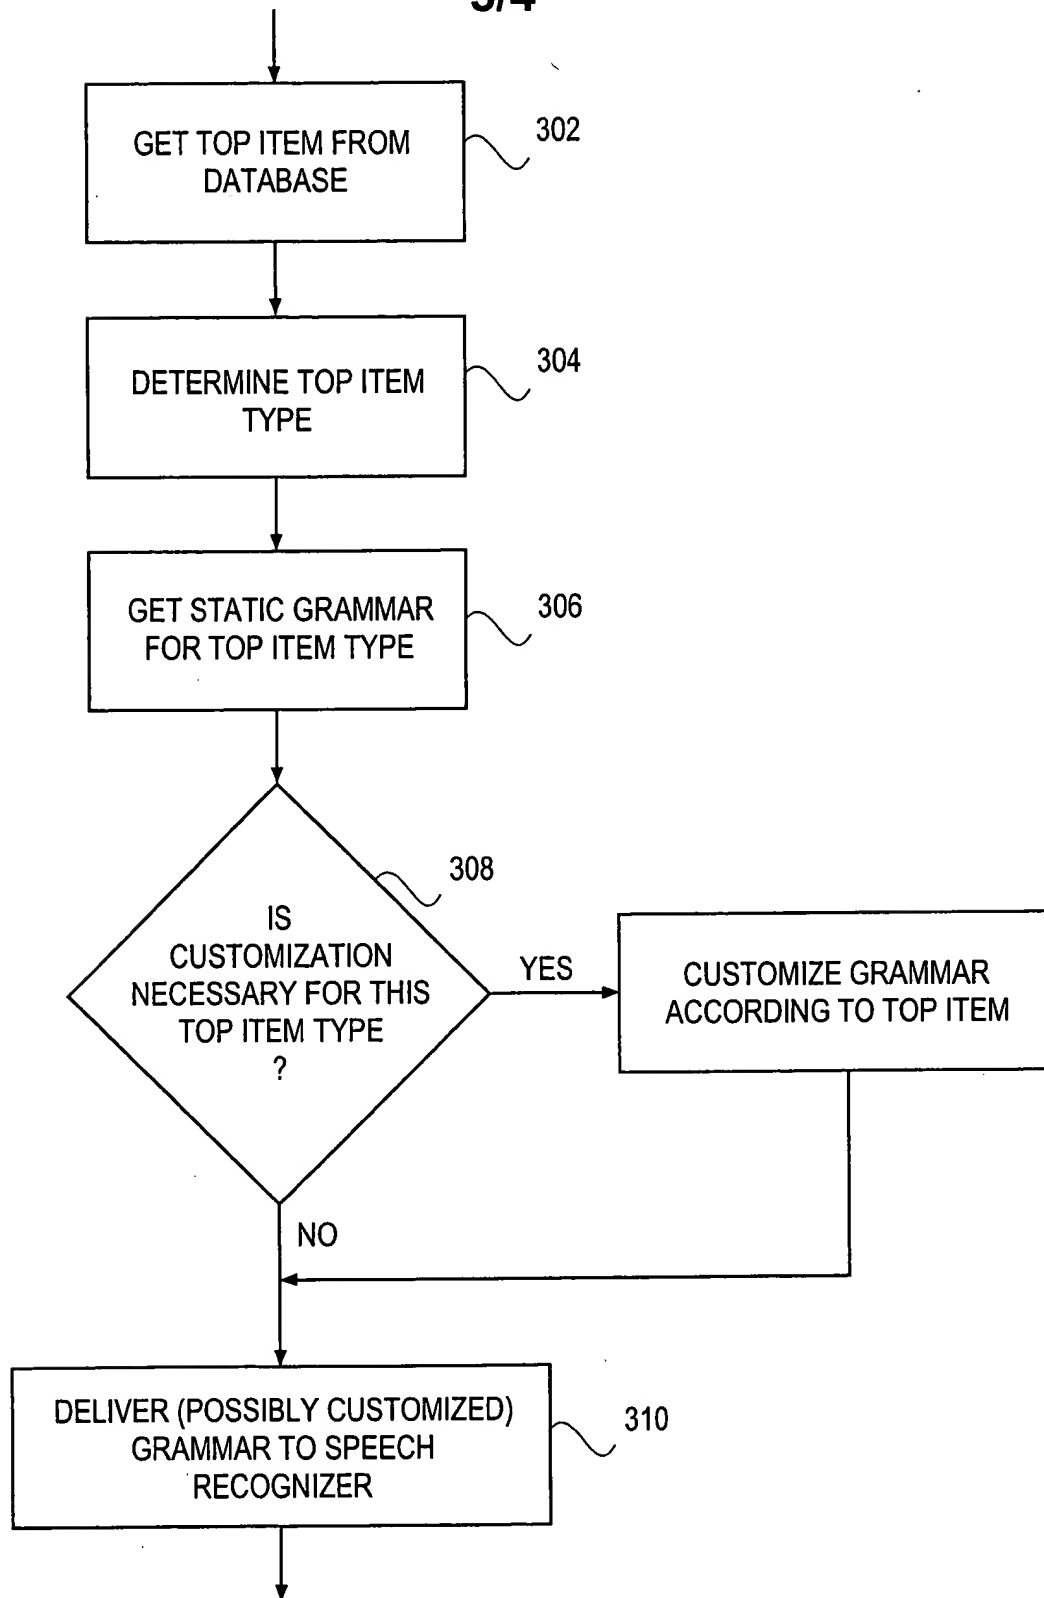 GET TOP ITEM FROM
DATABASE
302
DETERMINE TOP ITEM
TYPE
304
GET STATIC GRAMMAR
FOR TOP ITEM TYPE
306
308
IS
CUSTOMIZATION
NECESSARY FOR THIS
TOP ITEM TYPE
?
YES
CUSTOMIZE GRAMMAR
ACCORDING TO TOP ITEM
NO
DELIVER (POSSIBLY CUSTOMIZED)
GRAMMAR TO SPEECH
RECOGNIZER
310